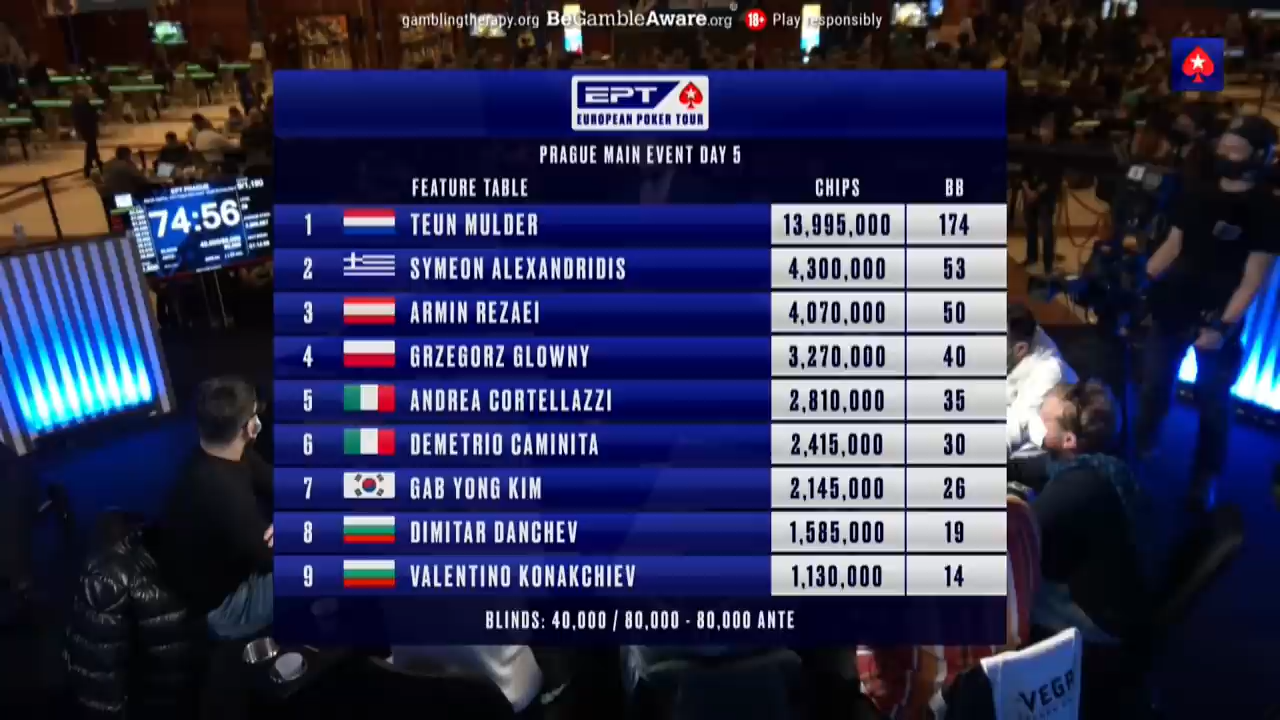 gamblingtherapy.org BeGambleAware.org 18+ Play responsibly
EPT
EUROPEAN POKER TOUR
PRAGUE MAIN EVENT DAY 5
FEATURE TABLE CHIPS BB
1 TEUN MULDER 13,995,000 174
2 SYMEON ALEXANDRIDIS 4,300,000 53
3 ARMIN REZAEI 4,070,000 50
4 GRZEGORZ GLOWNY 3,270,000 40
5 ANDREA CORTELLAZZI 2,810,000 35
6 DEMETRIO CAMINITA 2,415,000 30
7 GAB YONG KIM 2,145,000 26
8 DIMITAR DANCHEV 1,585,000 19
9 VALENTINO KONAKCHIEV 1,130,000 14
BLINDS: 40,000 / 80,000 - 80,000 ANTE
EPT PRAGUE
74:56